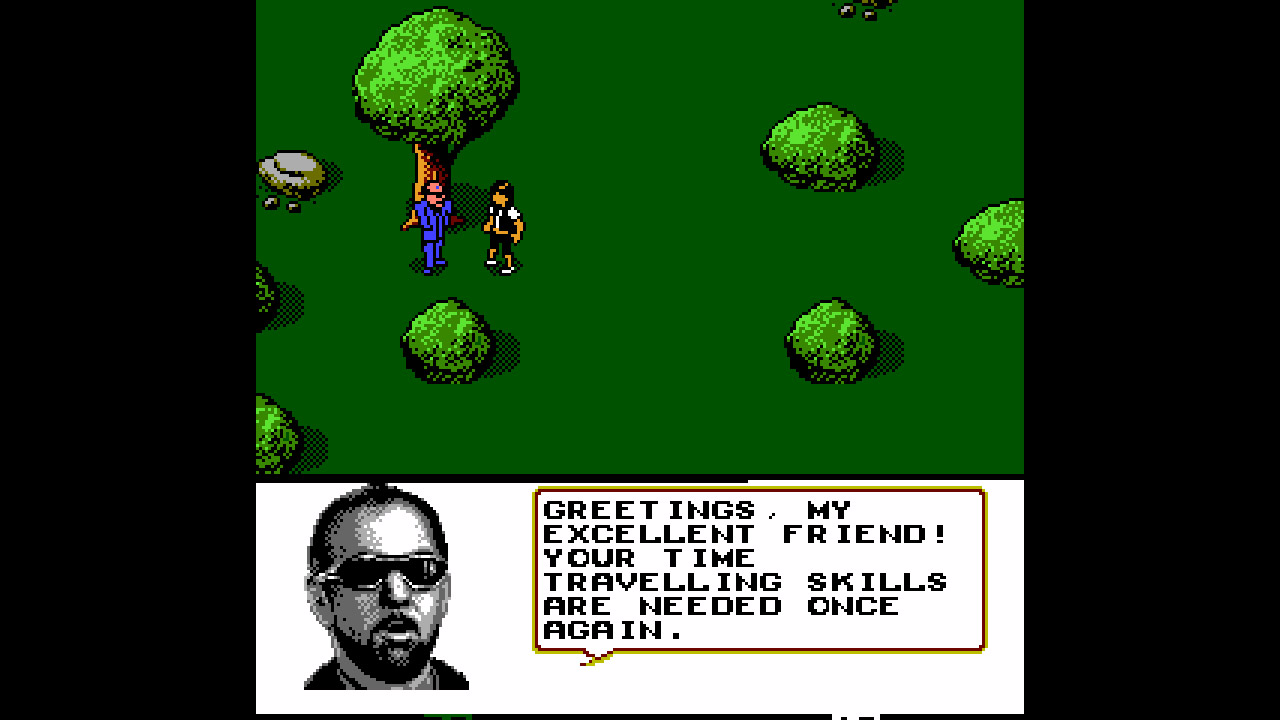 GREETINGS, MY
EXCELLENT FRIEND!
YOUR TIME
TRAVELLING SKILLS
ARE NEEDED ONCE
AGAIN.